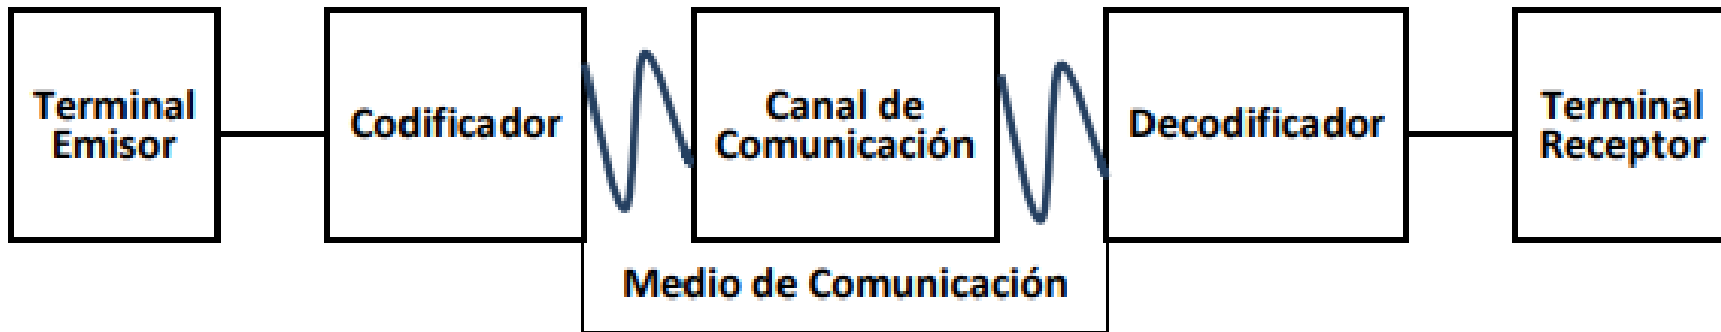 Terminal
Emisor
Codificador
Canal de
Comunicación
Decodificador
Terminal
Receptor
Medio de Comunicación